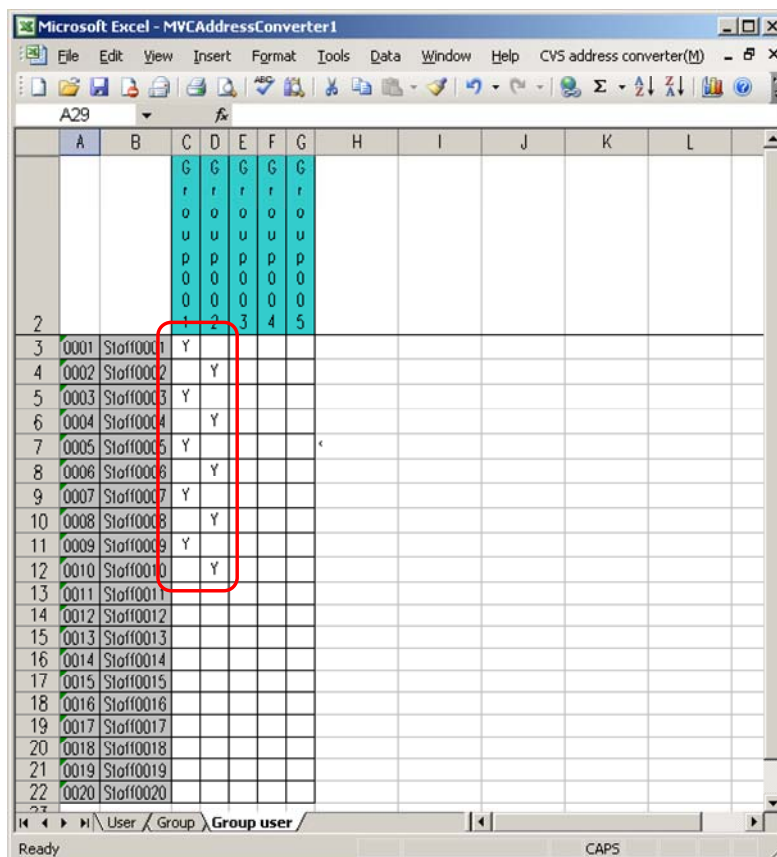 Microsoft Excel - MVCAddressConverter1
File Edit View Insert Format Tools Data Window Help CVS address converter(M)
A29 fx
A B C D E F G H I J K L
Group001 Group002 Group003 Group004 Group005
2
3 0001 Staff0001 Y
4 0002 Staff0002 Y
5 0003 Staff0003 Y
6 0004 Staff0004 Y
7 0005 Staff0005 Y
8 0006 Staff0006 Y
9 0007 Staff0007 Y
10 0008 Staff0008 Y
11 0009 Staff0009 Y
12 0010 Staff0010 Y
13 0011 Staff0011
14 0012 Staff0012
15 0013 Staff0013
16 0014 Staff0014
17 0015 Staff0015
18 0016 Staff0016
19 0017 Staff0017
20 0018 Staff0018
21 0019 Staff0019
22 0020 Staff0020
User Group Group user
Ready CAPS